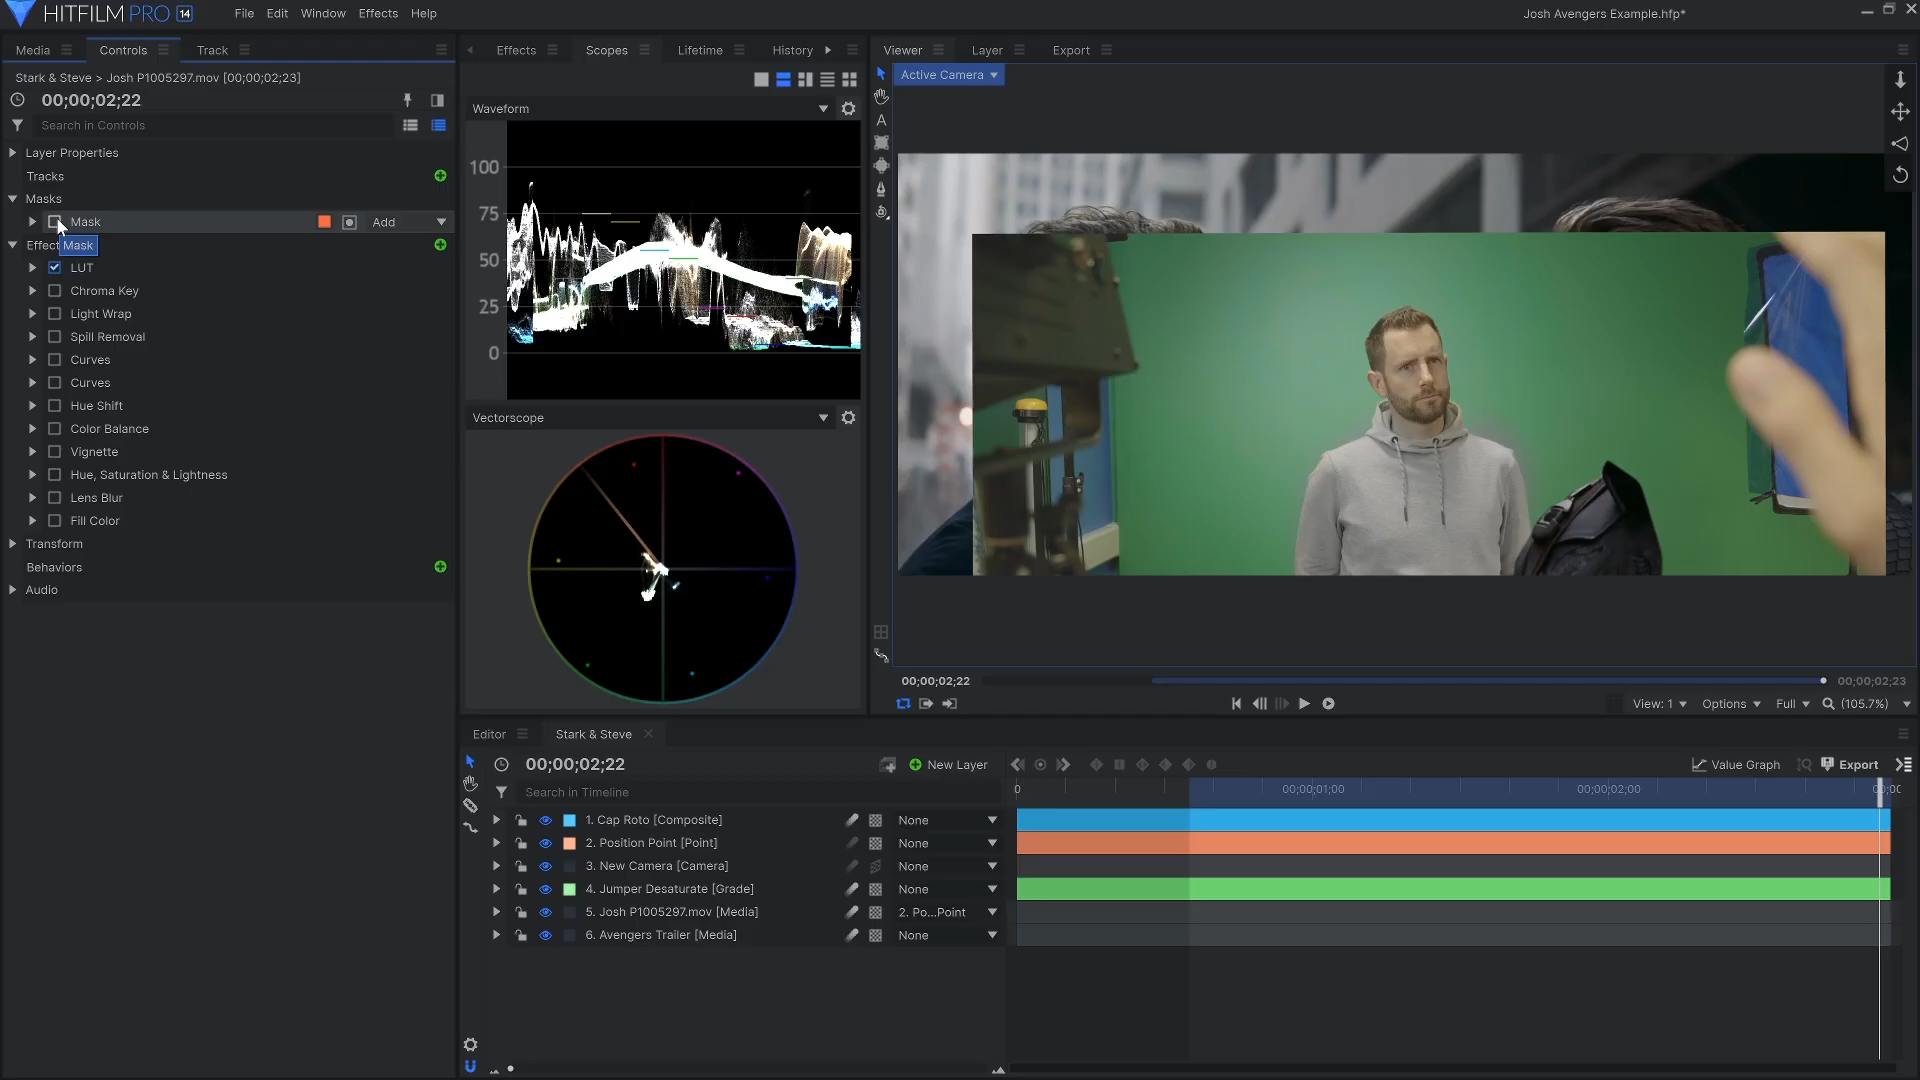 HITFILM PRO 14
File Edit Window Effects Help
Josh Avengers Example.hfp*
Media Controls Track
Effects Scopes Lifetime History
Viewer Layer Export
Stark & Steve > Josh P1005297.mov [00;00;02;23]
00;00;02;22
Search in Controls
Layer Properties
Tracks
Masks
Mask Add
Effect
Mask
LUT
Chroma Key
Light Wrap
Spill Removal
Curves
Curves
Hue Shift
Color Balance
Vignette
Hue, Saturation & Lightness
Lens Blur
Fill Color
Transform
Behaviors
Audio
Waveform
100
75
50
25
0
Vectorscope
Active Camera
A
00;00;02;22
00;00;02;23
View: 1 Options Full (105.7%)
Editor Stark & Steve
00;00;02;22
New Layer
Value Graph Export
Search in Timeline
0 00;00;01;00 00;00;02;00
1. Cap Roto [Composite] None
2. Position Point [Point] None
3. New Camera [Camera] None
4. Jumper Desaturate [Grade] None
5. Josh P1005297.mov [Media] 2. Po...Point
6. Avengers Trailer [Media] None